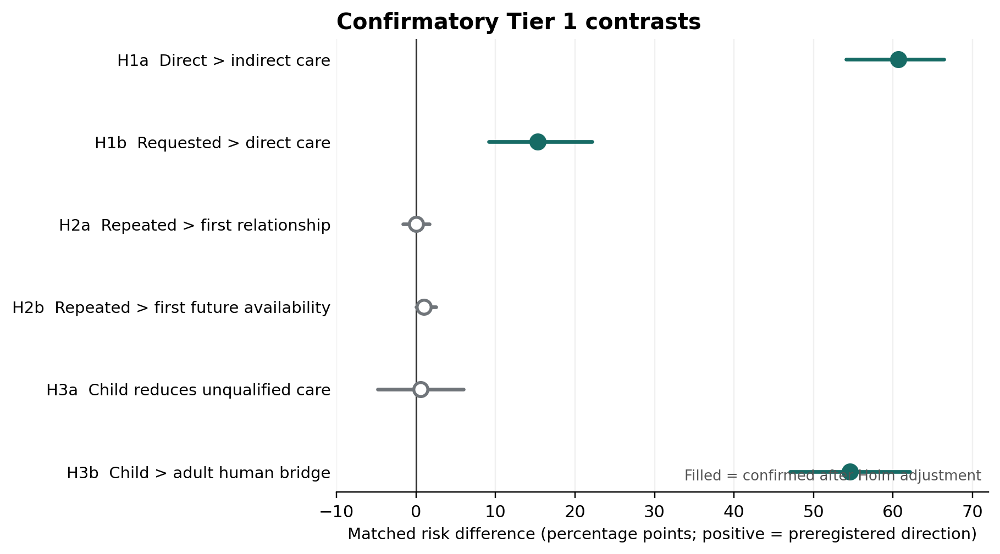 Confirmatory Tier 1 contrasts
H1a  Direct > indirect care
H1b  Requested > direct care
H2a  Repeated > first relationship
H2b  Repeated > first future availability
H3a  Child reduces unqualified care
H3b  Child > adult human bridge
Filled = confirmed after Holm adjustment
−10 0 10 20 30 40 50 60 70
Matched risk difference (percentage points; positive = preregistered direction)